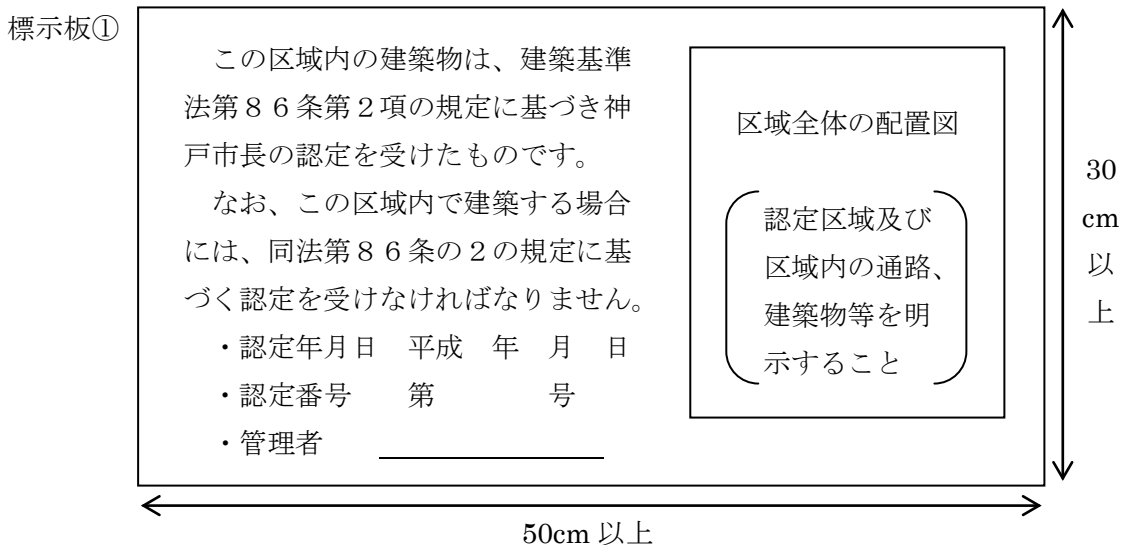 標示板①
　この区域内の建築物は、建築基準
法第８６条第２項の規定に基づき神
戸市長の認定を受けたものです。
　なお、この区域内で建築する場合
には、同法第８６条の２の規定に基
づく認定を受けなければなりません。
・認定年月日　平成　年　月　日
・認定番号　　第　　　　号
・管理者
区域全体の配置図
認定区域及び
区域内の通路、
建築物等を明
示すること
30
cm
以
上
50cm 以上